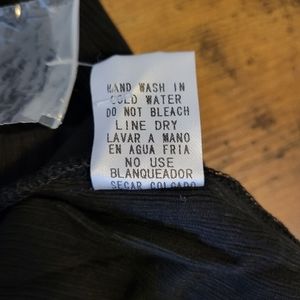 HAND WASH IN
COLD WATER
DO NOT BLEACH
LINE DRY
LAVAR A MANO
EN AGUA FRIA
NO USE
BLANQUEADOR
SECAR COLGADO